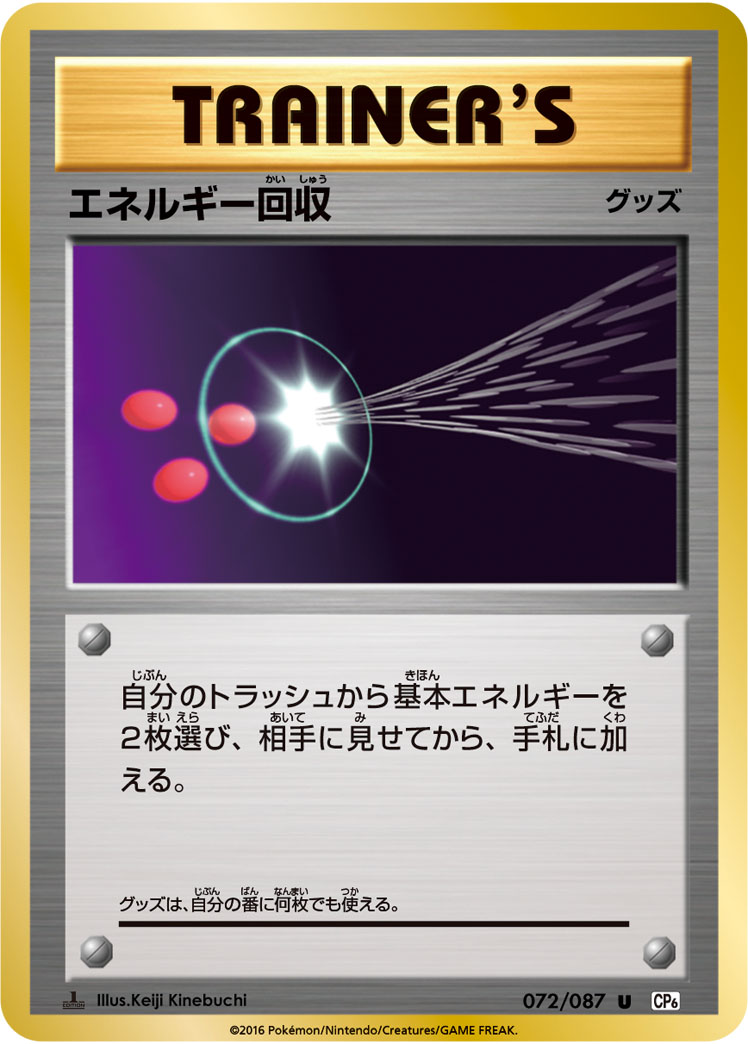 TRAINER'S
エネルギー回収
かい しゅう
グッズ
じぶん きほん
自分のトラッシュから基本エネルギーを
まい えら あいて み てふだ くわ
2枚選び、相手に見せてから、手札に加
える。
じぶん ばん なんまい つか
グッズは、自分の番に何枚でも使える。
1 EDITION Illus.Keiji Kinebuchi 072/087 U CP6
©2016 Pokémon/Nintendo/Creatures/GAME FREAK.